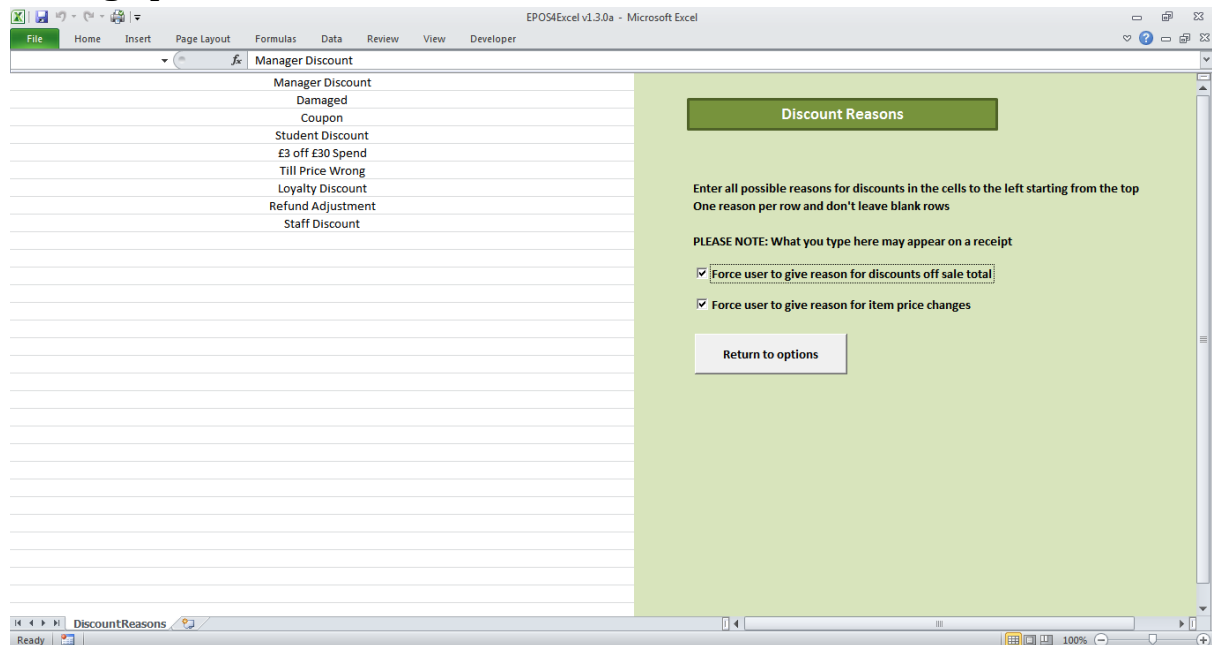 EPOS4Excel v1.3.0a - Microsoft Excel
File Home Insert Page Layout Formulas Data Review View Developer
fx Manager Discount
Manager Discount
Damaged
Coupon
Student Discount
£3 off £30 Spend
Till Price Wrong
Loyalty Discount
Refund Adjustment
Staff Discount
Discount Reasons
Enter all possible reasons for discounts in the cells to the left starting from the top
One reason per row and don't leave blank rows
PLEASE NOTE: What you type here may appear on a receipt
Force user to give reason for discounts off sale total
Force user to give reason for item price changes
Return to options
DiscountReasons
Ready 100%